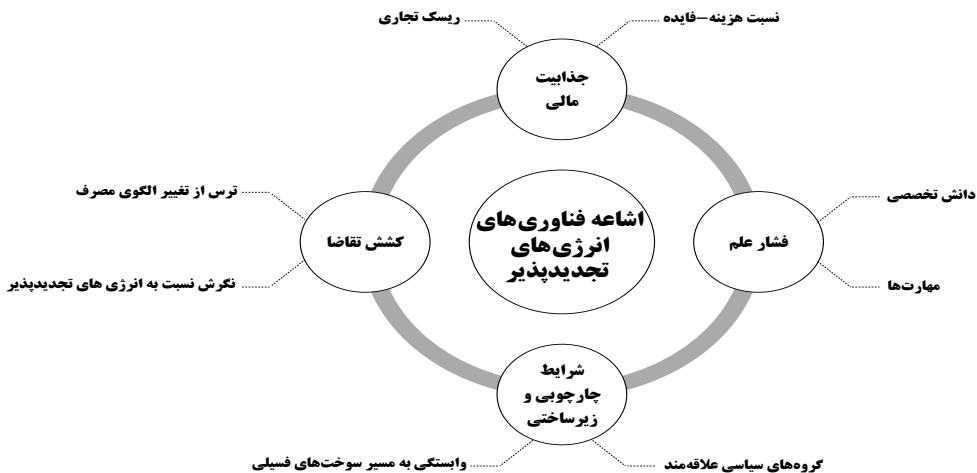 نسبت هزینه–فایده
ریسک تجاری
جذابیت
مالی
دانش تخصصی
ترس از تغییر الگوی مصرف
فشار علم
اشاعه فناوری‌های
انرژی‌های
تجدیدپذیر
کشش تقاضا
مهارت‌ها
نگرش نسبت به انرژی های تجدیدپذیر
شرایط
چارچوبی و
زیرساختی
گروه‌های سیاسی علاقه‌مند
وابستگی به مسیر سوخت‌های فسیلی